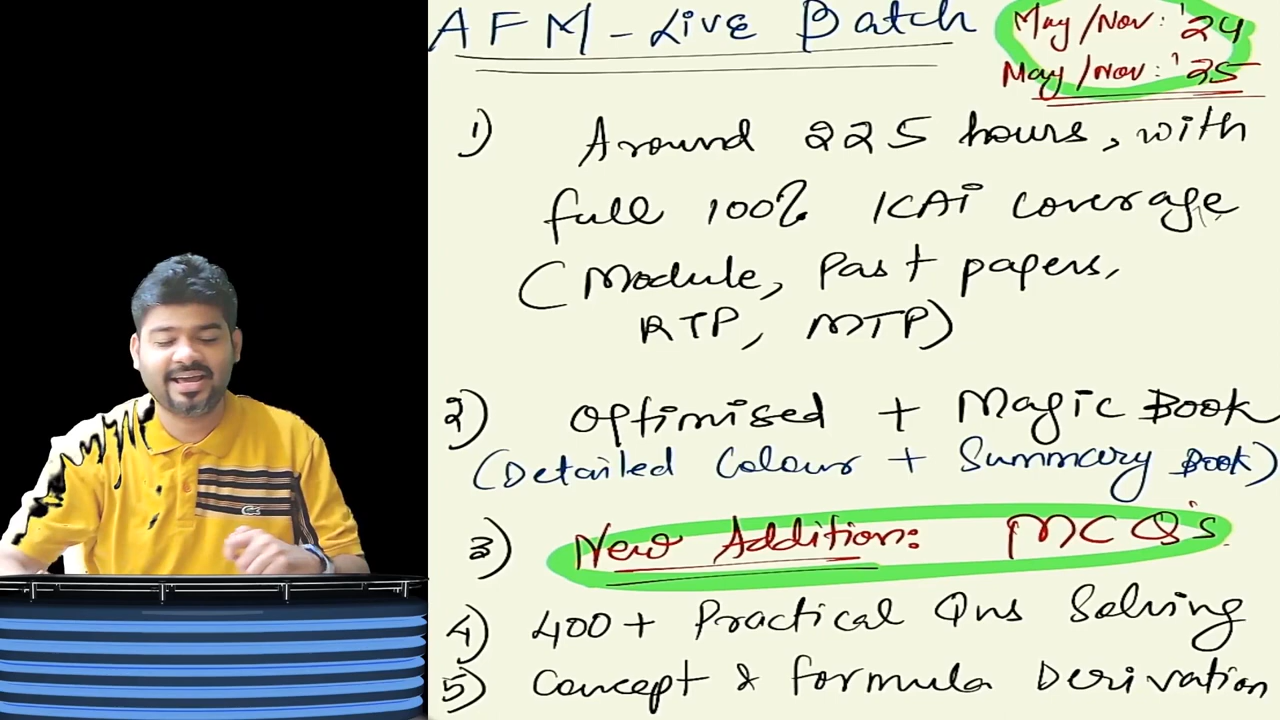 AFM - Live Batch
May/Nov: '24
May/Nov: '25
1) Around 225 hours, with
full 100% ICAI coverage
(Module, Past papers,
RTP, MTP)
2) Optimised + Magic Book
(Detailed Colour + Summary Book)
3) New Addition: MCQ's.
4) 400+ Practical Qns Solving
5) Concept & formula Derivation